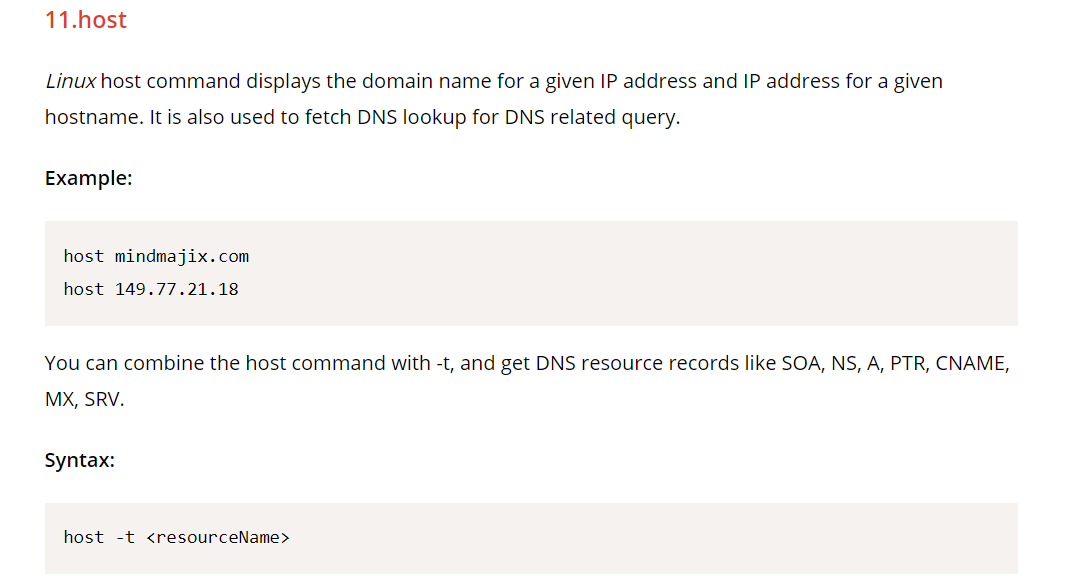 11.host
Linux host command displays the domain name for a given IP address and IP address for a given
hostname. It is also used to fetch DNS lookup for DNS related query.
Example:
host mindmajix.com
host 149.77.21.18
You can combine the host command with -t, and get DNS resource records like SOA, NS, A, PTR, CNAME,
MX, SRV.
Syntax:
host -t <resourceName>